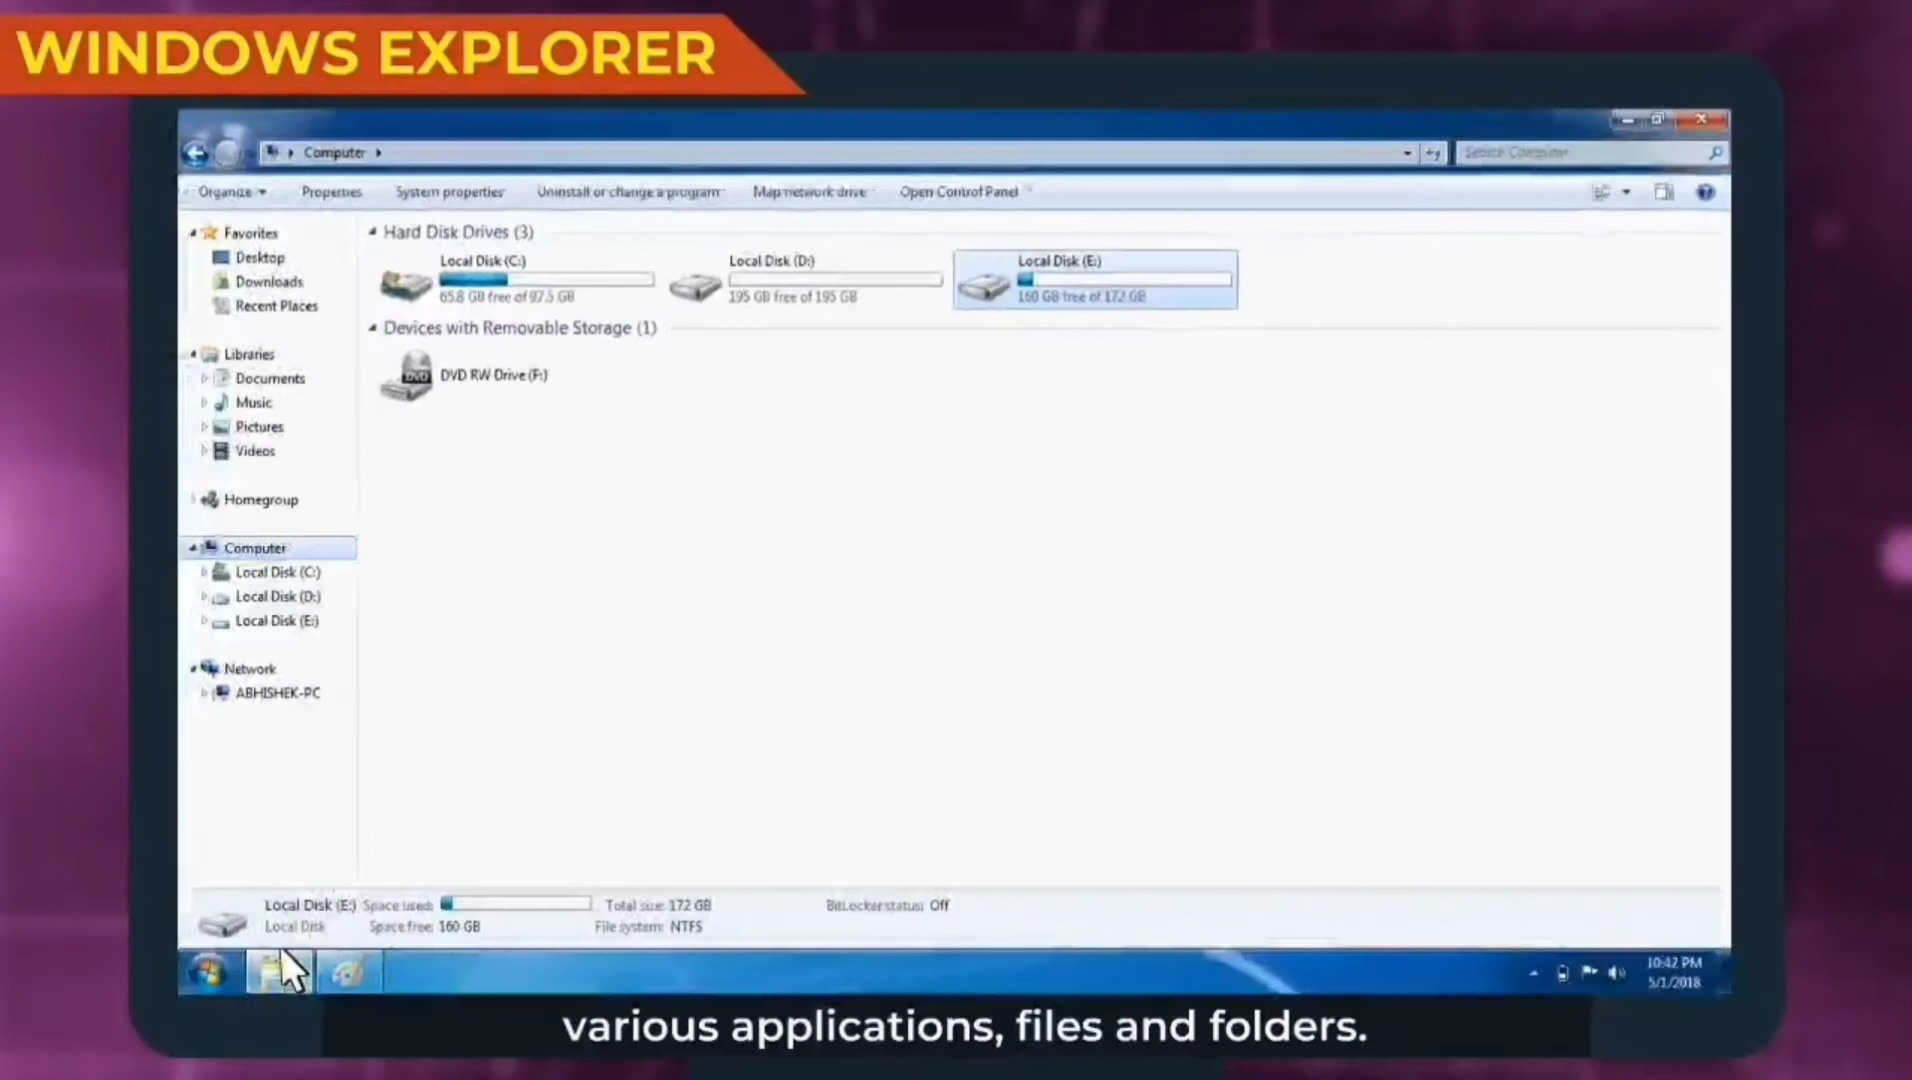 WINDOWS EXPLORER
Computer
Search Computer
Organize
Properties
System properties
Uninstall or change a program
Map network drive
Open Control Panel
Favorites
Desktop
Downloads
Recent Places
Libraries
Documents
Music
Pictures
Videos
Homegroup
Computer
Local Disk (C:)
Local Disk (D:)
Local Disk (E:)
Network
ABHISHEK-PC
Hard Disk Drives (3)
Local Disk (C:)
65.8 GB free of 97.5 GB
Local Disk (D:)
195 GB free of 195 GB
Local Disk (E:)
160 GB free of 172 GB
Devices with Removable Storage (1)
DVD
DVD RW Drive (F:)
Local Disk (E:) Space used: Total size: 172 GB BitLocker status: Off
Local Disk Space free: 160 GB File system: NTFS
10:42 PM
5/1/2018
various applications, files and folders.